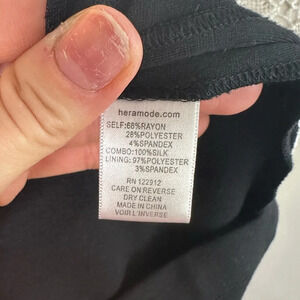 heramode.com
SELF:68%RAYON
28%POLYESTER
4%SPANDEX
COMBO:100%SILK
LINING: 97%POLYESTER
3%SPANDEX
RN 122912
CARE ON REVERSE
DRY CLEAN
MADE IN CHINA
VOIR L'INVERSE